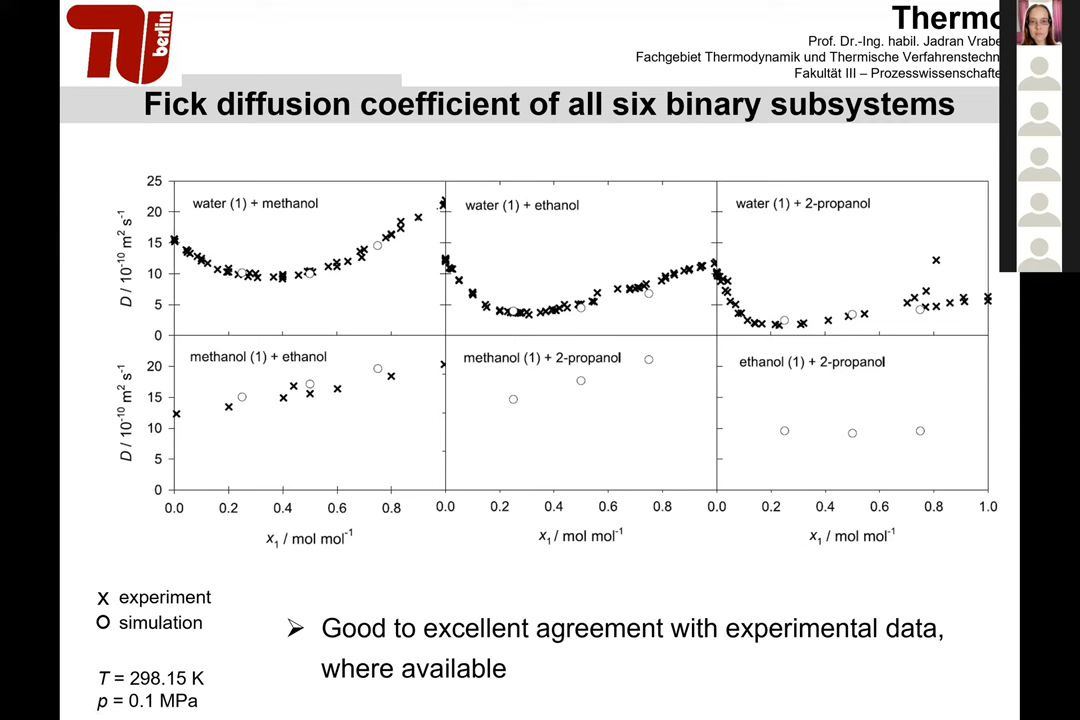 berlin
Thermo
Prof. Dr.-Ing. habil. Jadran Vrabe
Fachgebiet Thermodynamik und Thermische Verfahrenstechn
Fakultät III – Prozesswissenschafte
Fick diffusion coefficient of all six binary subsystems
25
20
15
10
5
0
D / 10⁻¹⁰ m² s⁻¹
water (1) + methanol
water (1) + ethanol
water (1) + 2-propanol
20
15
10
5
0
D / 10⁻¹⁰ m² s⁻¹
methanol (1) + ethanol
methanol (1) + 2-propanol
ethanol (1) + 2-propanol
0.0 0.2 0.4 0.6 0.8 0.0 0.2 0.4 0.6 0.8 0.0 0.2 0.4 0.6 0.8 1.0
x₁ / mol mol⁻¹
x₁ / mol mol⁻¹
x₁ / mol mol⁻¹
x experiment
o simulation
➢ Good to excellent agreement with experimental data,
where available
T = 298.15 K
p = 0.1 MPa